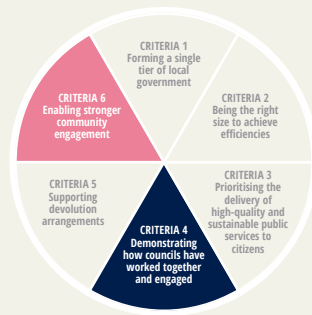 CRITERIA 1
Forming a single
tier of local
government
CRITERIA 2
Being the right
size to achieve
efficiencies
CRITERIA 3
Prioritising the
delivery of
high-quality and
sustainable public
services to
citizens
CRITERIA 4
Demonstrating
how councils have
worked together
and engaged
CRITERIA 5
Supporting
devolution
arrangements
CRITERIA 6
Enabling stronger
community
engagement